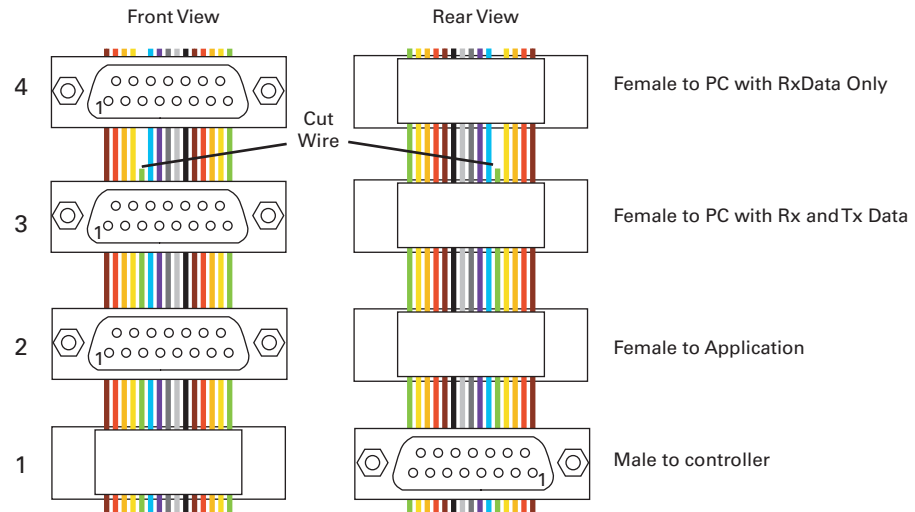 Front View
Rear View
4
1
Female to PC with RxData Only
Cut
Wire
3
1
Female to PC with Rx and Tx Data
2
1
Female to Application
1
1
Male to controller